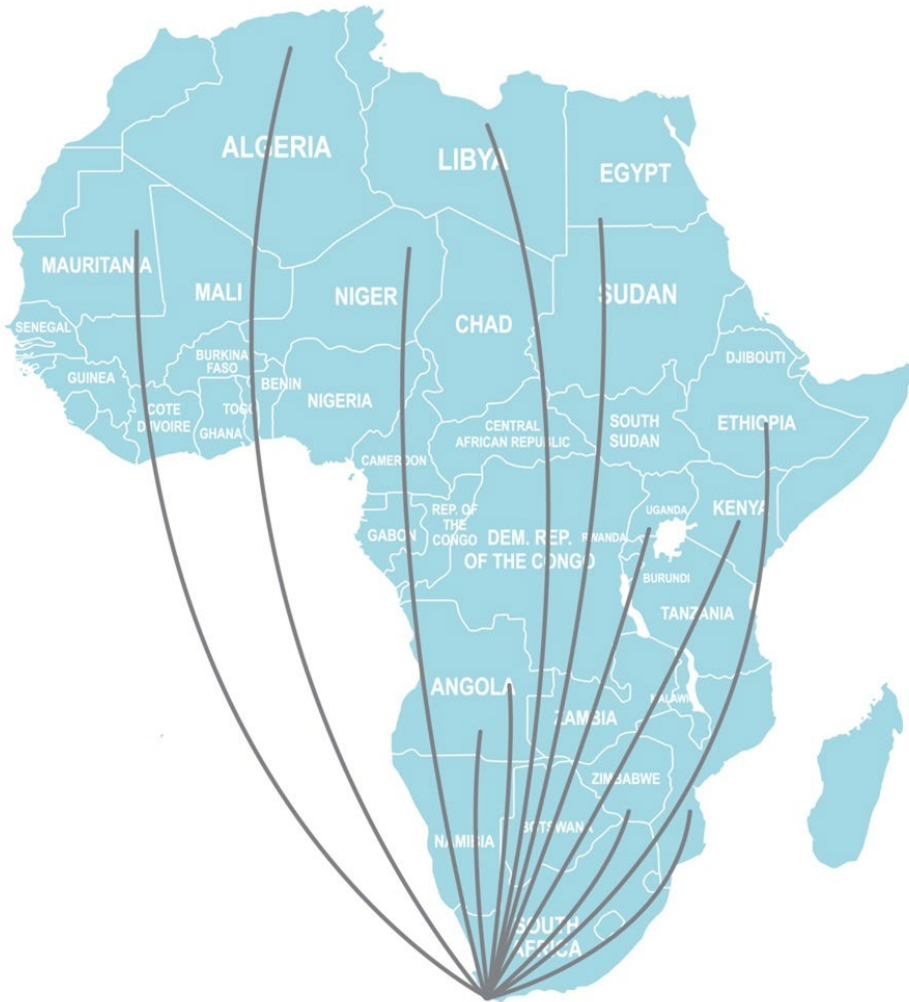 ALGERIA
LIBYA
EGYPT
MAURITANIA
MALI
NIGER
CHAD
SUDAN
SENEGAL
GUINEA
BURKINA
FASO
BENIN
NIGERIA
DJIBOUTI
COTE
D'IVOIRE
TOGO
GHANA
CENTRAL
AFRICAN REPUBLIC
SOUTH
SUDAN
ETHIOPIA
CAMEROON
GABON
REP. OF
THE
CONGO
DEM. REP.
OF THE CONGO
UGANDA
KENYA
RWANDA
BURUNDI
TANZANIA
ANGOLA
ZAMBIA
MALAWI
ZIMBABWE
NAMIBIA
BOTSWANA
SOUTH
AFRICA